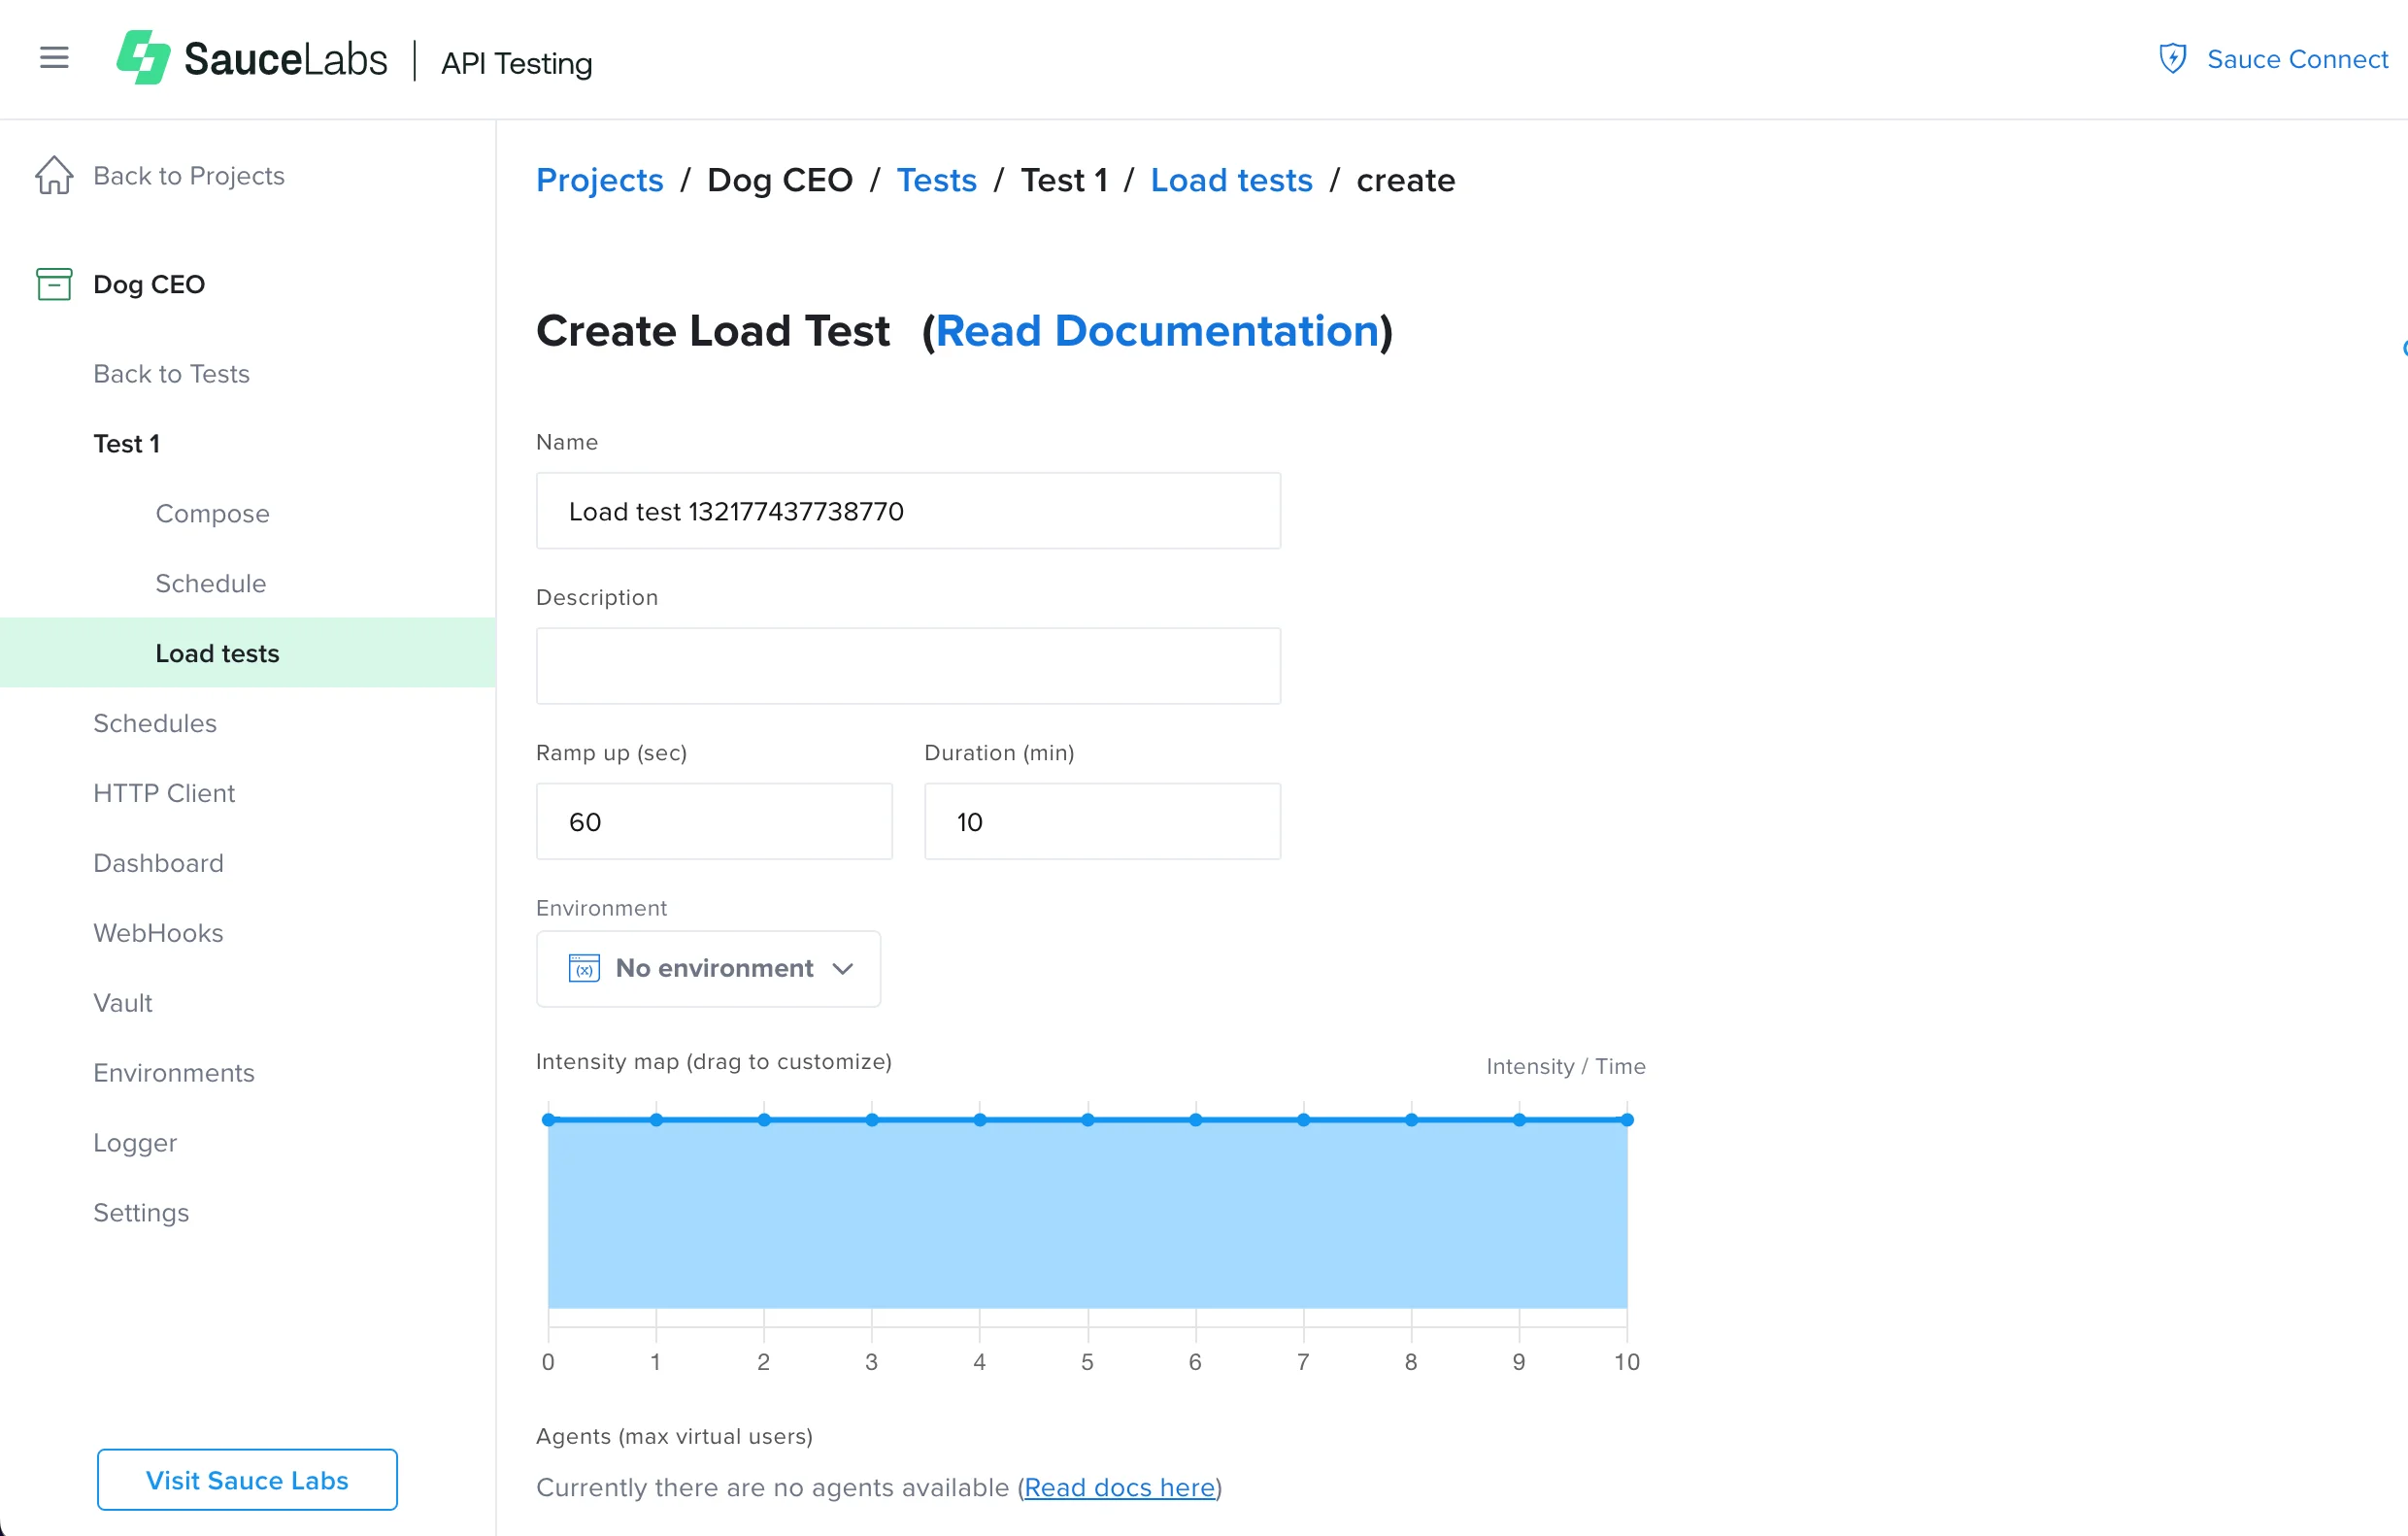 SauceLabs | API Testing
Sauce Connect
Back to Projects
Dog CEO
Back to Tests
Test 1
Compose
Schedule
Load tests
Schedules
HTTP Client
Dashboard
WebHooks
Vault
Environments
Logger
Settings
Visit Sauce Labs
Projects / Dog CEO / Tests / Test 1 / Load tests / create
Create Load Test (Read Documentation)
Name
Load test 132177437738770
Description
Ramp up (sec) Duration (min)
60 10
Environment
(x) No environment
Intensity map (drag to customize) Intensity / Time
0 1 2 3 4 5 6 7 8 9 10
Agents (max virtual users)
Currently there are no agents available (Read docs here)